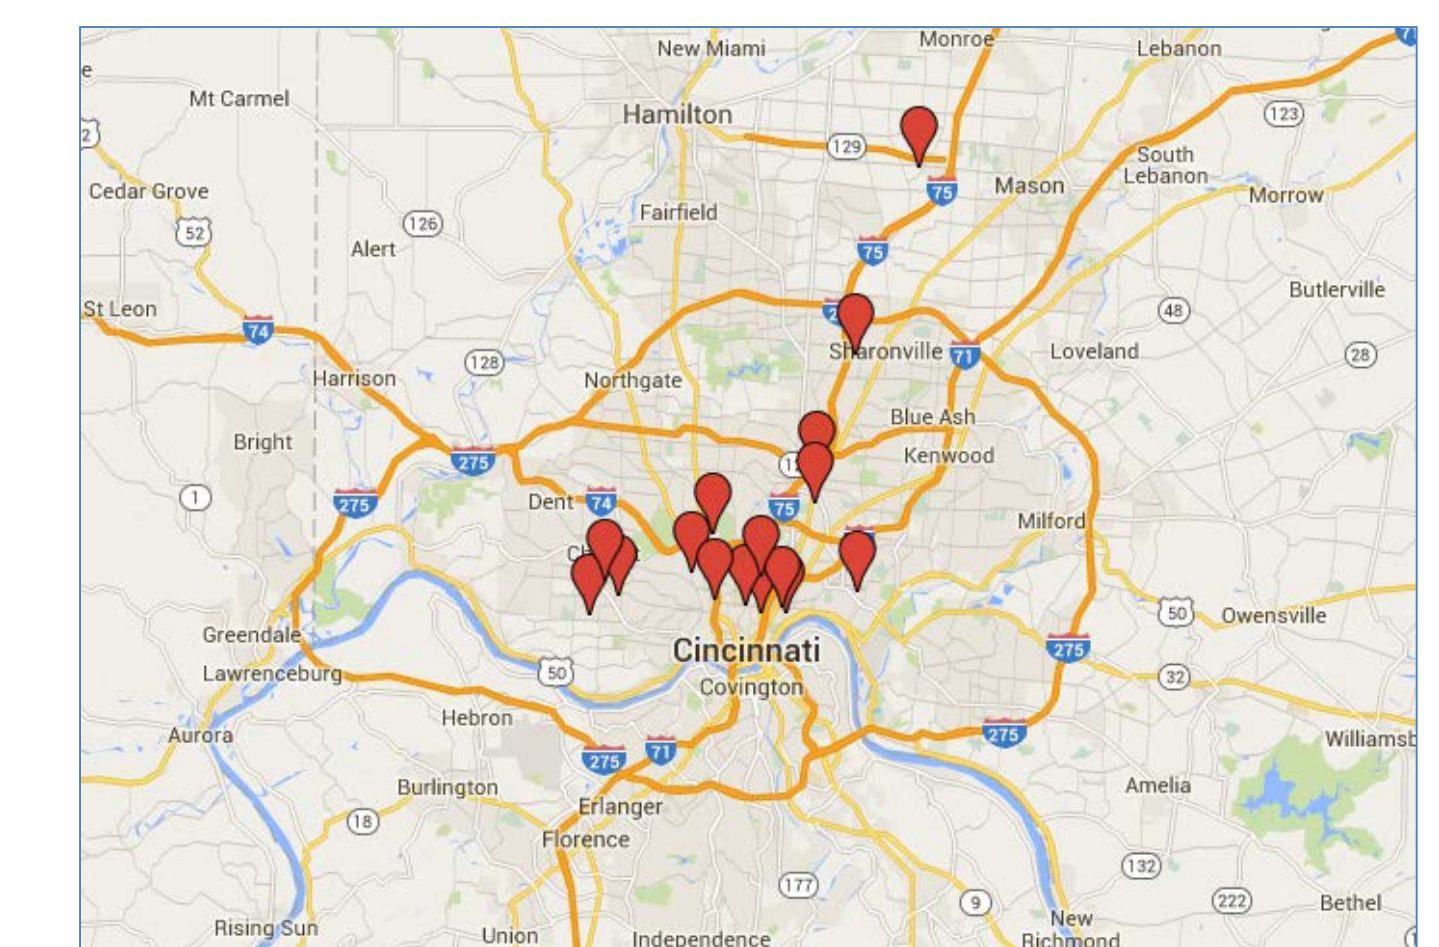 New Miami
Monroe
Lebanon
Mt Carmel
Hamilton
123
129
South
Lebanon
75
Mason
Cedar Grove
Morrow
Fairfield
126
52
Alert
75
Butlerville
St Leon
48
74
Sharonville
71
Loveland
28
128
Harrison
Northgate
Blue Ash
Bright
Kenwood
275
1
275
Dent
74
75
Milford
50
Owensville
Greendale
Cincinnati
275
Lawrenceburg
50
32
Covington
Hebron
Aurora
275
71
275
Amelia
Burlington
Erlanger
18
Florence
132
177
9
222
Bethel
New
Richmond
Rising Sun
Union
Independence